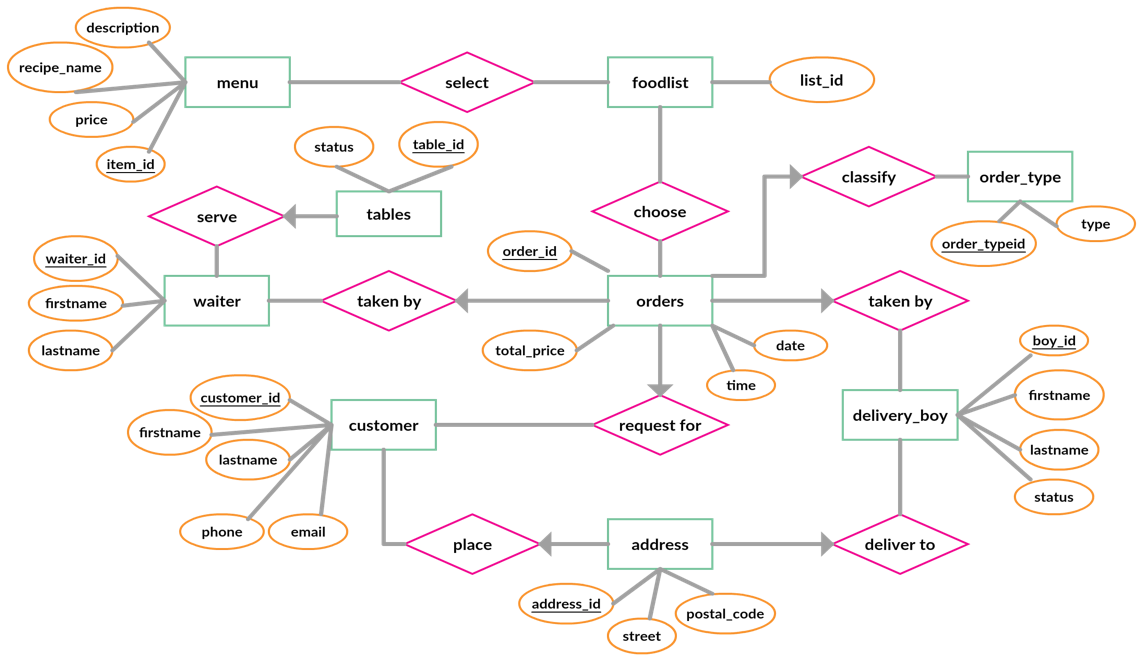 description
recipe_name
menu
select
foodlist
list_id
price
item_id
status
table_id
classify
order_type
serve
tables
choose
order_typeid
type
waiter_id
order_id
firstname
waiter
taken by
orders
taken by
lastname
total_price
date
boy_id
time
customer_id
firstname
firstname
customer
request for
delivery_boy
lastname
lastname
status
phone
email
place
address
deliver to
address_id
postal_code
street